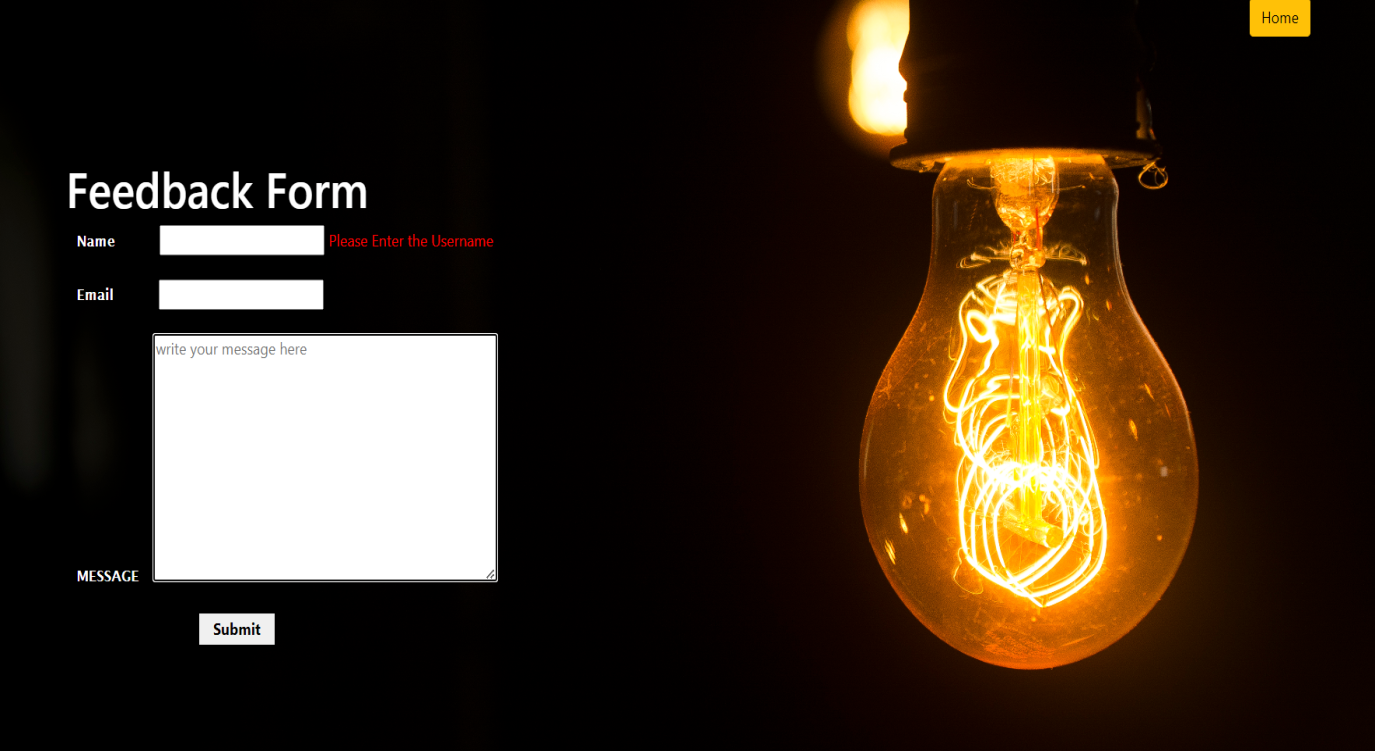 Home
Feedback Form
Name Please Enter the Username
Email
write your message here
MESSAGE
Submit